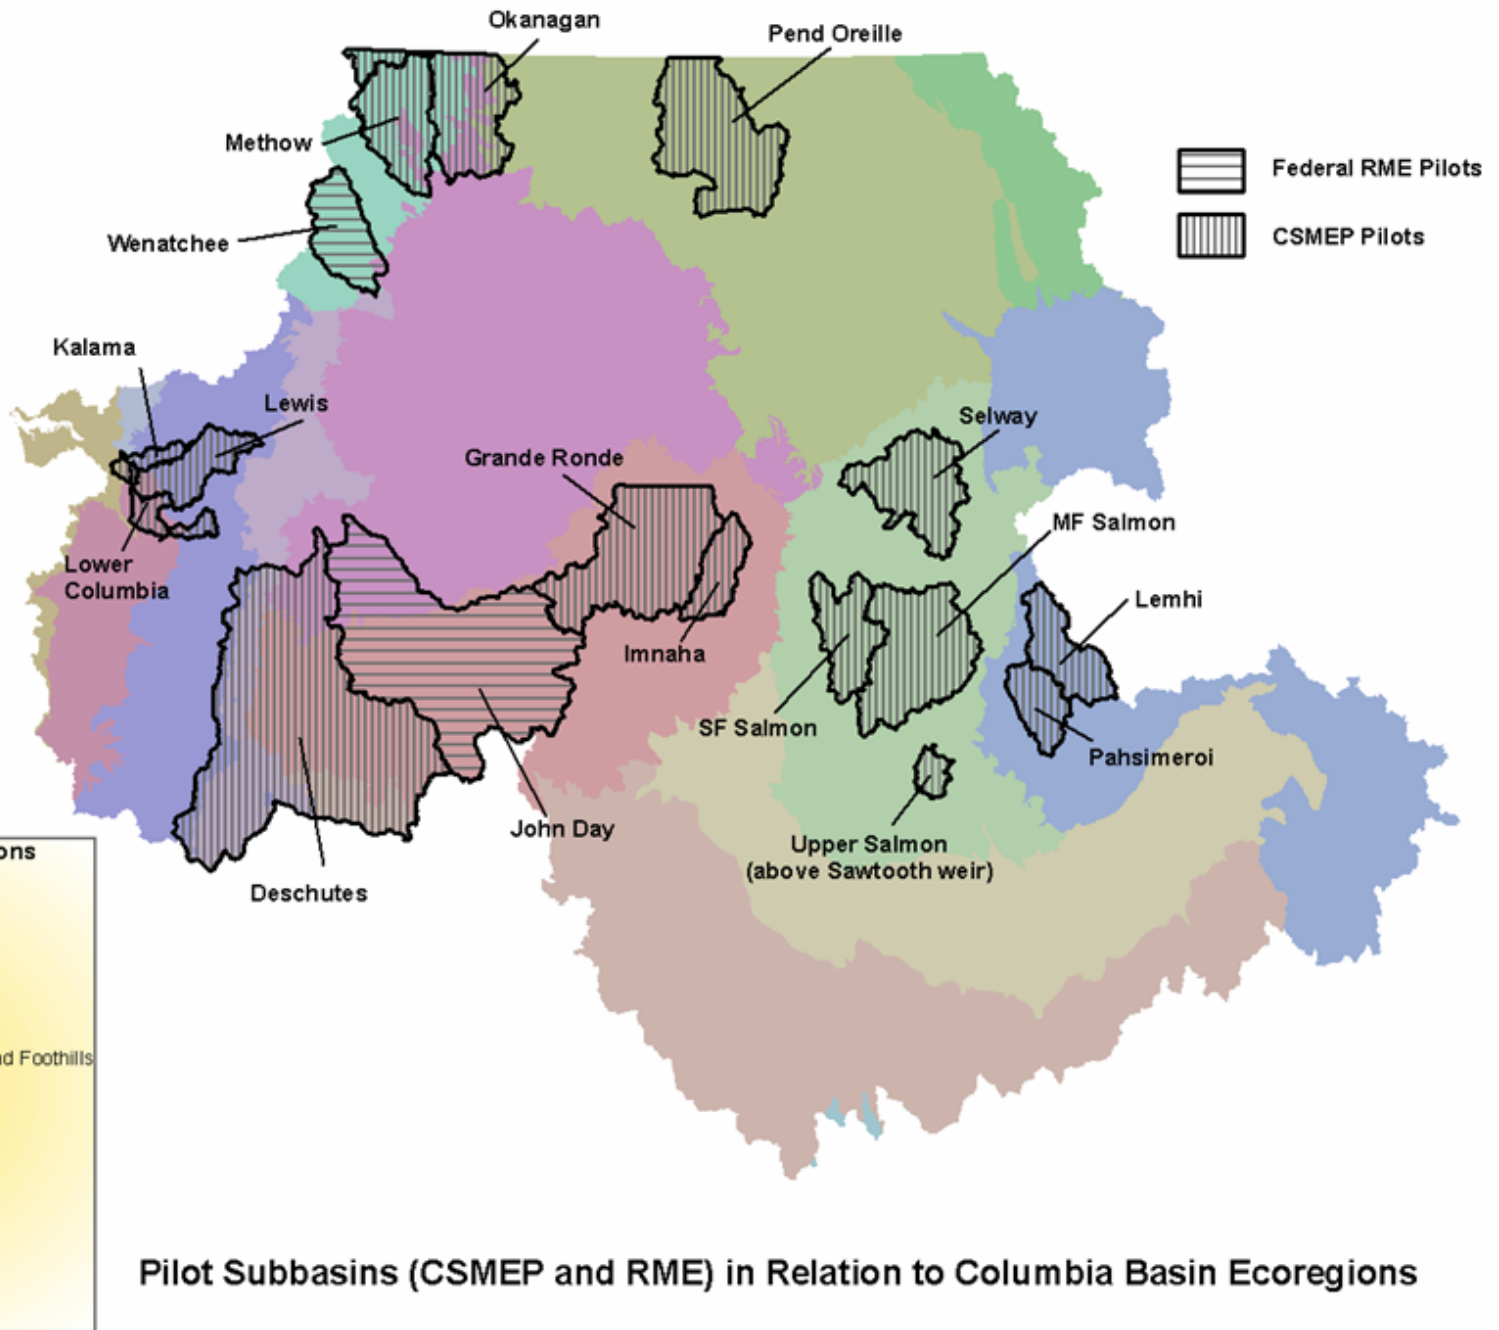 Okanagan
Pend Oreille
Methow
Federal RME Pilots
CSMEP Pilots
Wenatchee
Kalama
Lewis
Selway
Grande Ronde
MF Salmon
Lower
Columbia
Lemhi
Imnaha
SF Salmon
Pahsimeroi
John Day
Upper Salmon
(above Sawtooth weir)
Deschutes
ons
nd Foothills
Pilot Subbasins (CSMEP and RME) in Relation to Columbia Basin Ecoregions